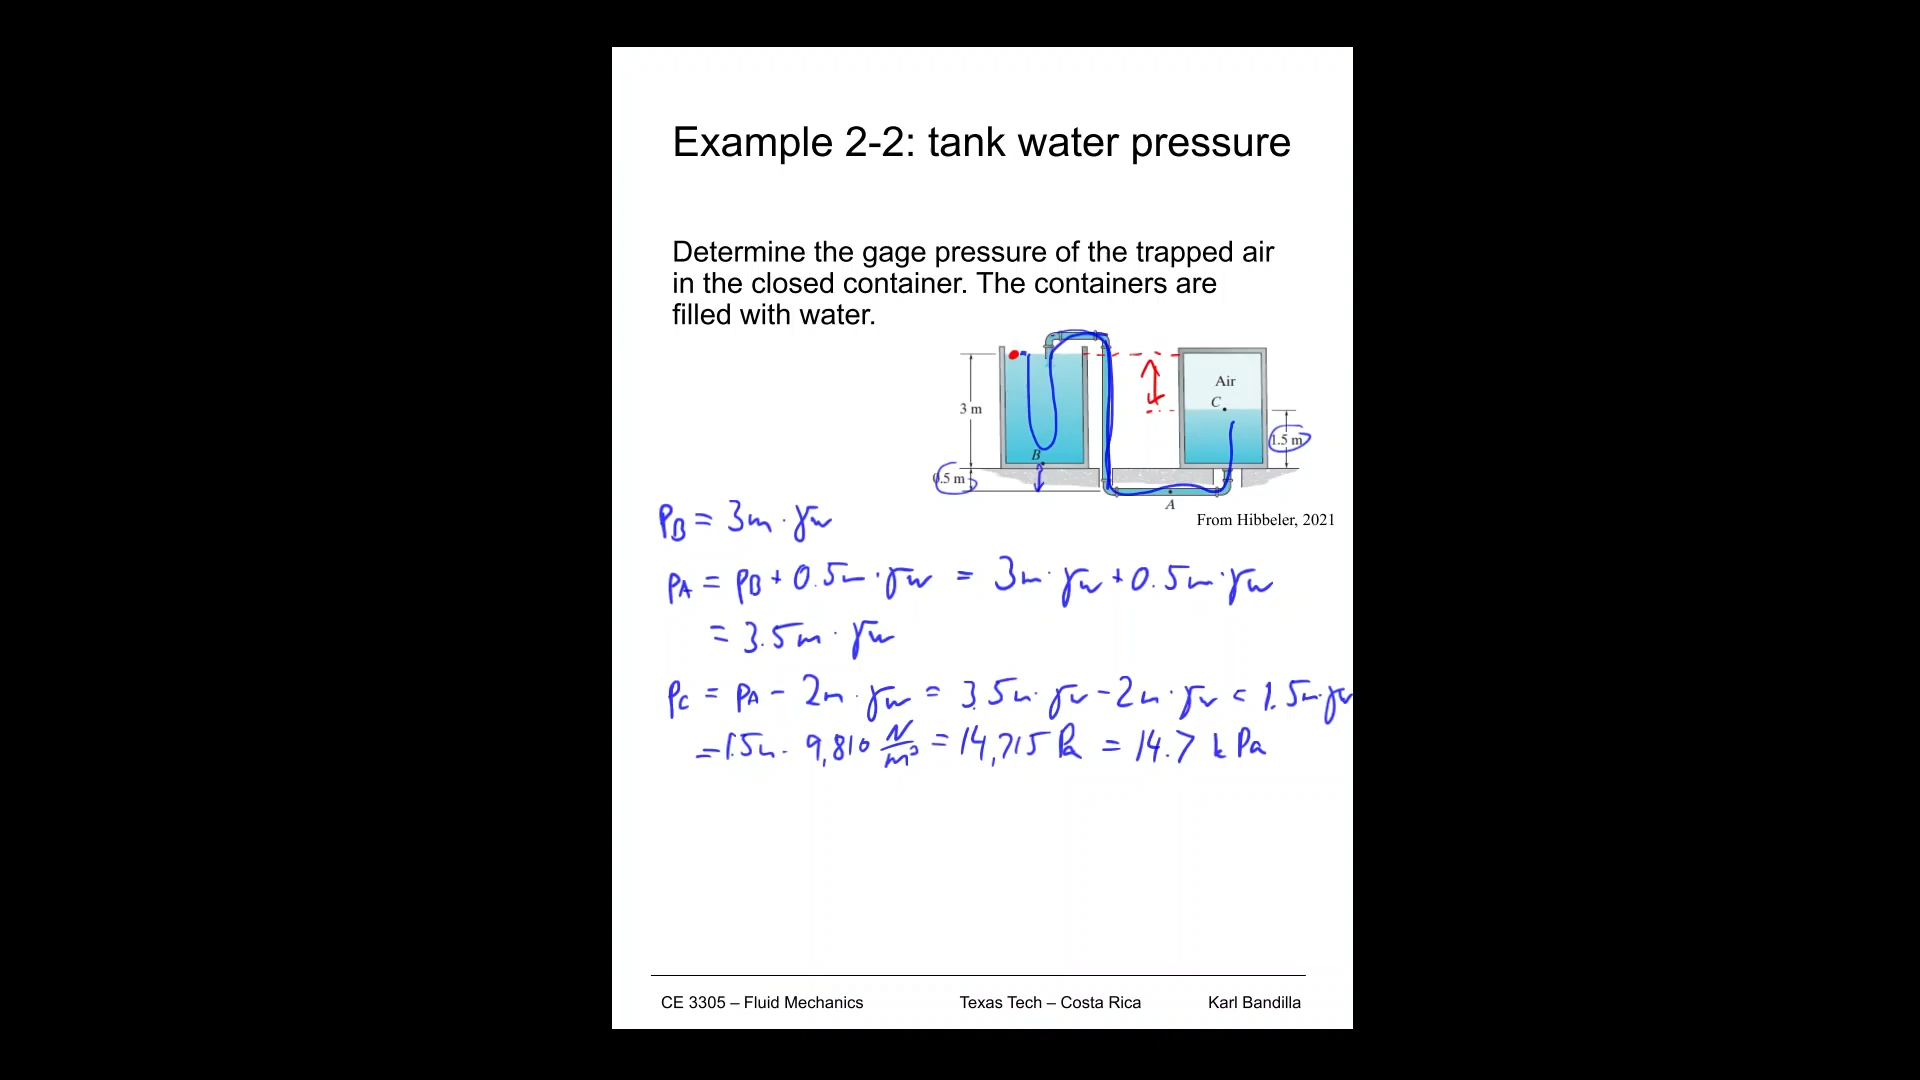 Example 2-2: tank water pressure
Determine the gage pressure of the trapped air
in the closed container. The containers are
filled with water.
Air
C
3 m
1.5 m
B
0.5 m
A
From Hibbeler, 2021
PB = 3m · γw
PA = PB + 0.5m · γw = 3m · γw + 0.5m · γw
= 3.5m · γw
Pc = PA - 2m · γw = 3.5m · γw - 2m · γw = 1.5m · γw
= 1.5m · 9,810 N/m³ = 14,715 Pa = 14.7 kPa
CE 3305 – Fluid Mechanics Texas Tech – Costa Rica Karl Bandilla